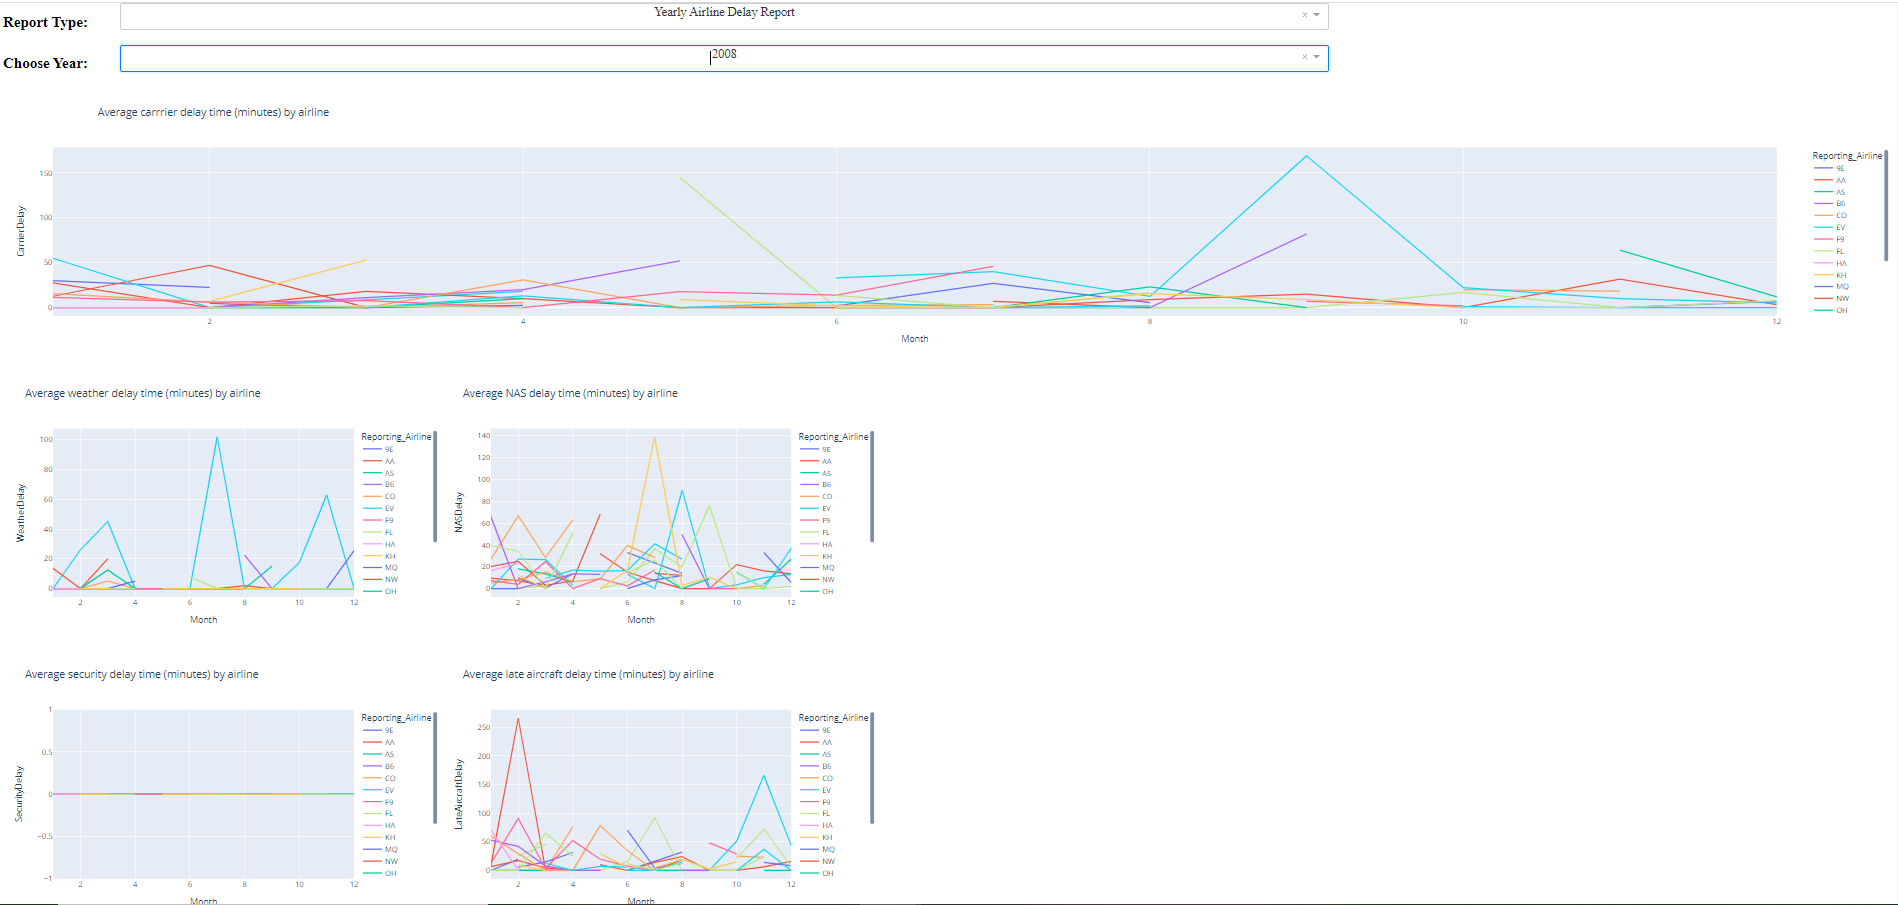 Report Type:
Yearly Airline Delay Report
×
Choose Year:
2008
×
Average carrrier delay time (minutes) by airline
CarrierDelay
150
100
50
0
2
4
6
8
10
12
Month
Reporting_Airline
9E
AA
AS
B6
CO
EV
F9
FL
HA
KH
MQ
NW
OH
Average weather delay time (minutes) by airline
WeatherDelay
100
80
60
40
20
0
2
4
6
8
10
12
Month
Reporting_Airline
9E
AA
AS
B6
CO
EV
F9
FL
HA
KH
MQ
NW
OH
Average NAS delay time (minutes) by airline
NASDelay
140
120
100
80
60
40
20
0
2
4
6
8
10
12
Month
Reporting_Airline
9E
AA
AS
B6
CO
EV
F9
FL
HA
KH
MQ
NW
OH
Average security delay time (minutes) by airline
SecurityDelay
1
0.5
0
−0.5
−1
2
4
6
8
10
12
Month
Reporting_Airline
9E
AA
AS
B6
CO
EV
F9
FL
HA
KH
MQ
NW
OH
Average late aircraft delay time (minutes) by airline
LateAircraftDelay
250
200
150
100
50
0
2
4
6
8
10
12
Month
Reporting_Airline
9E
AA
AS
B6
CO
EV
F9
FL
HA
KH
MQ
NW
OH